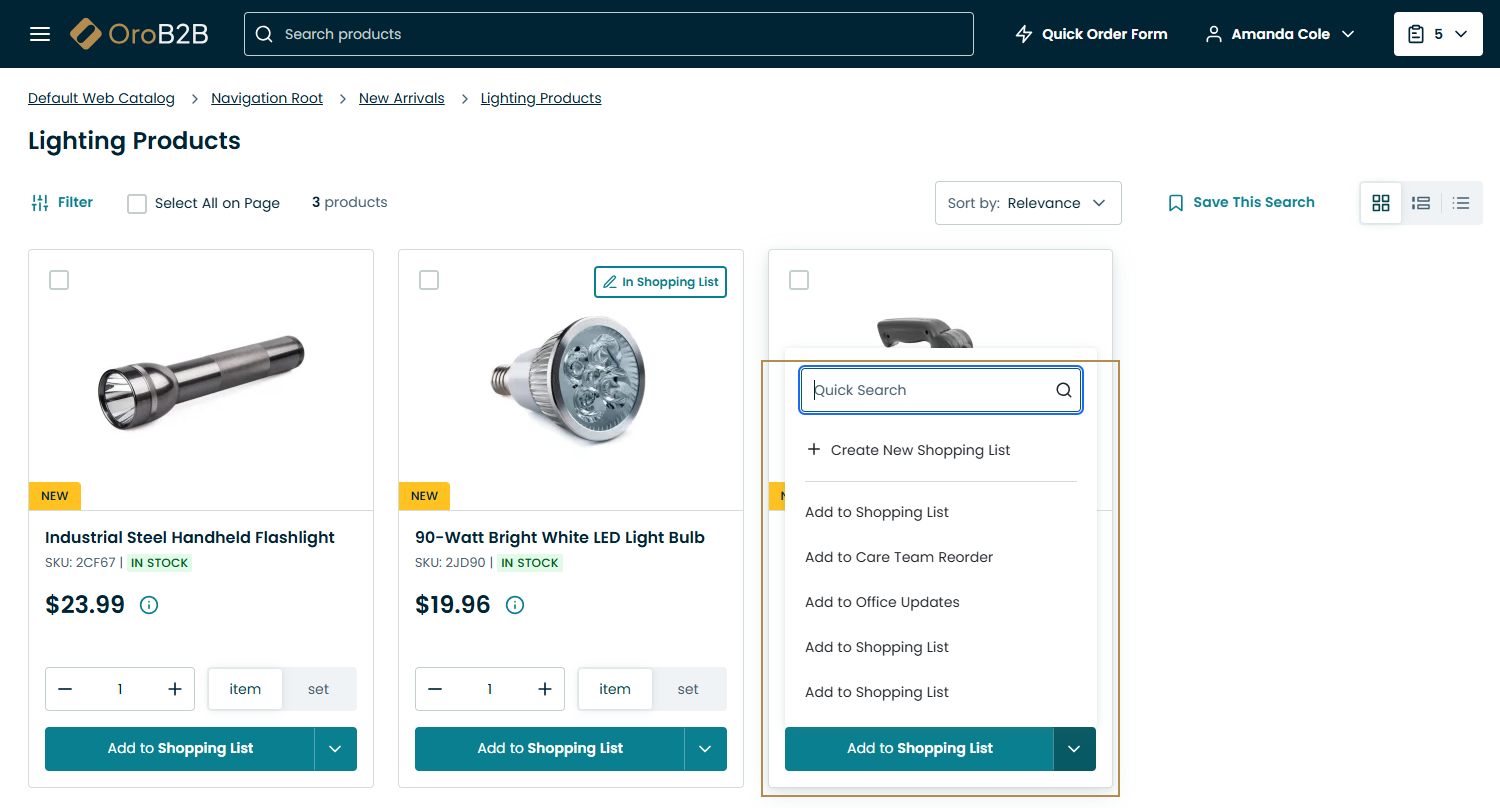 OroB2B
Search products
Quick Order Form
Amanda Cole
5
Default Web Catalog > Navigation Root > New Arrivals > Lighting Products
Lighting Products
Filter
Select All on Page
3 products
Sort by: Relevance
Save This Search
In Shopping List
NEW
Industrial Steel Handheld Flashlight
SKU: 2CF67 | IN STOCK
$23.99
1
item
set
Add to Shopping List
NEW
90-Watt Bright White LED Light Bulb
SKU: 2JD90 | IN STOCK
$19.96
1
item
set
Add to Shopping List
Quick Search
Create New Shopping List
Add to Shopping List
Add to Care Team Reorder
Add to Office Updates
Add to Shopping List
Add to Shopping List
Add to Shopping List